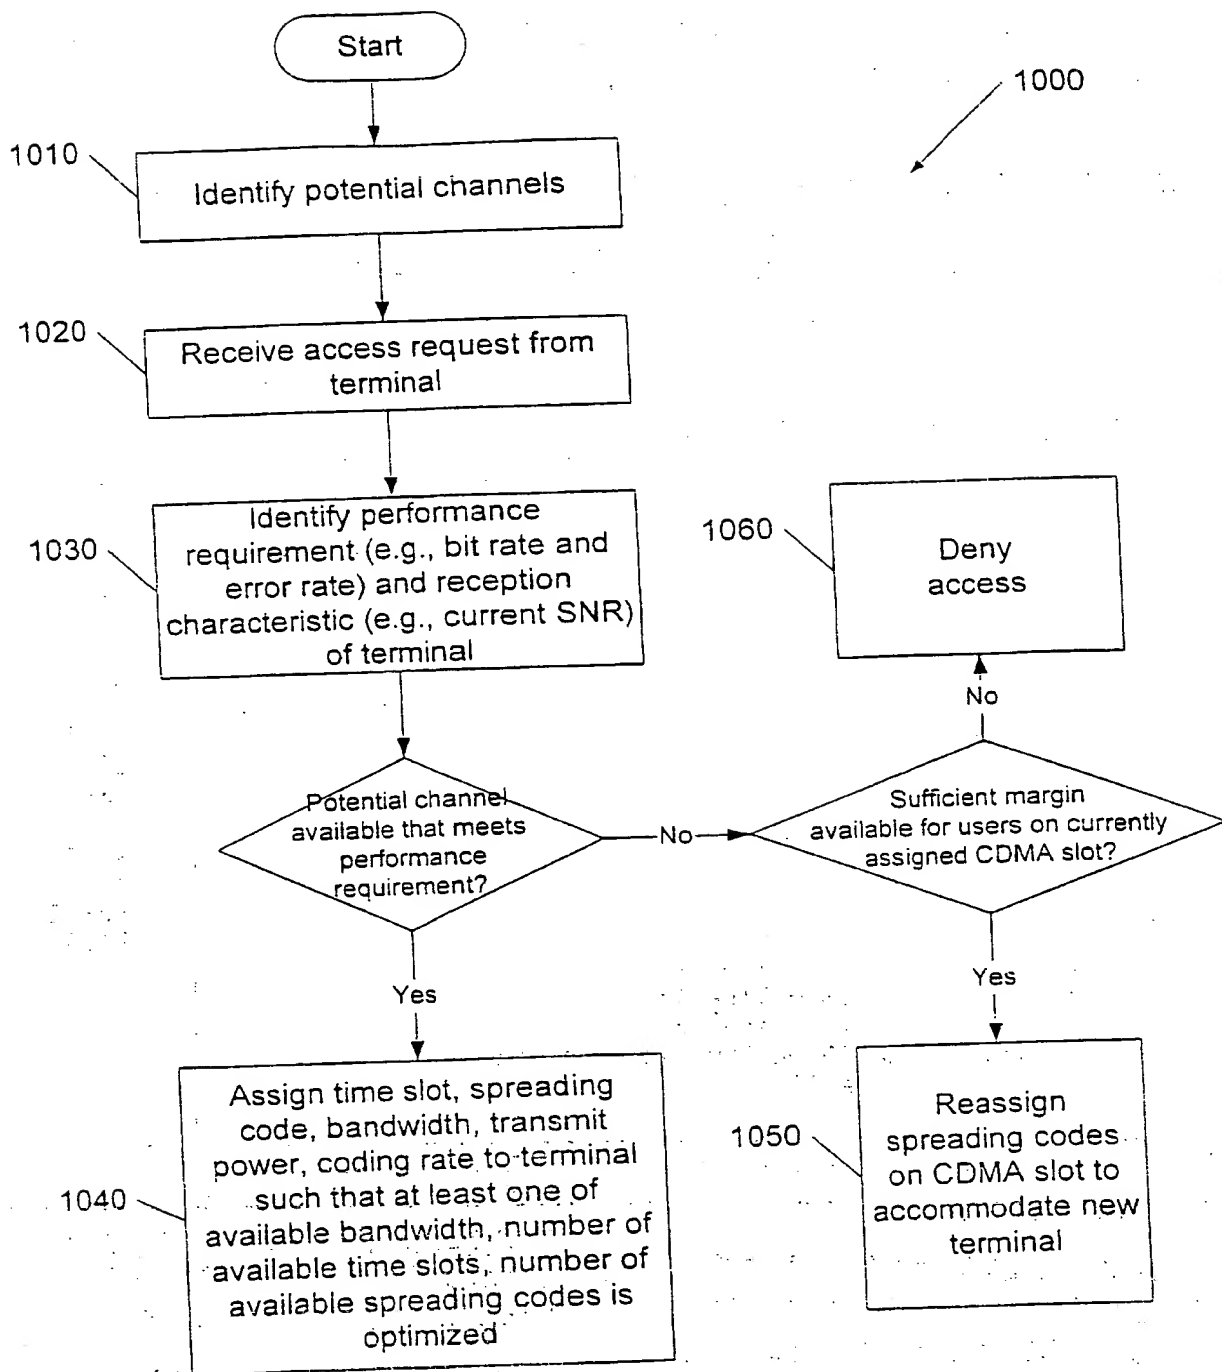 Start
1000
1010
Identify potential channels
1020
Receive access request from
terminal
1030
Identify performance
requirement (e.g., bit rate and
error rate) and reception
characteristic (e.g., current SNR)
of terminal
1060
Deny
access
No
Potential channel
available that meets
performance
requirement?
No
Sufficient margin
available for users on currently
assigned CDMA slot?
Yes
Yes
1040
Assign time slot, spreading
code, bandwidth, transmit
power, coding rate to terminal
such that at least one of
available bandwidth, number of
available time slots, number of
available spreading codes is
optimized
1050
Reassign
spreading codes
on CDMA slot to
accommodate new
terminal